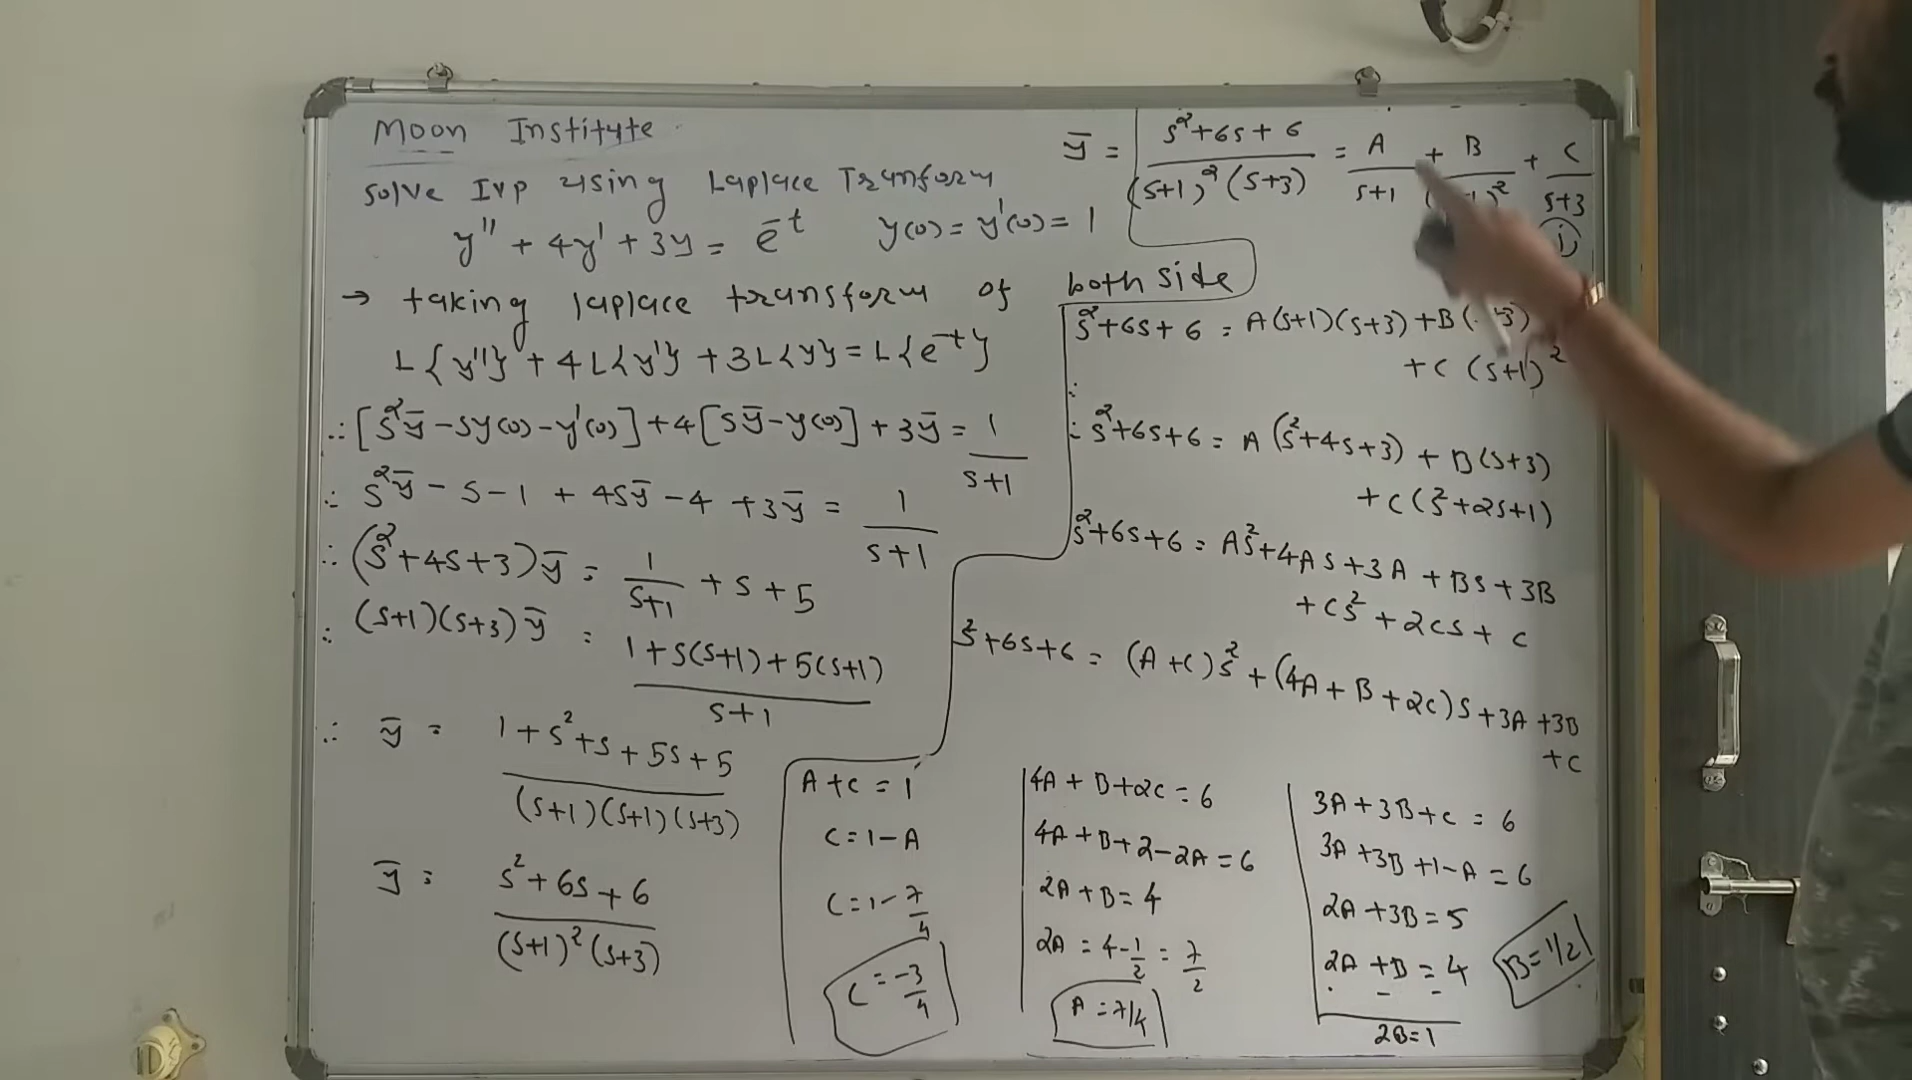 Moon Institute
Solve IVP using Laplace Transform
y'' + 4y' + 3y = e^-t    y(0) = y'(0) = 1
→ taking laplace transform of both side
L{y''} + 4L{y'} + 3L{y} = L{e^-t}
∴ [s²ȳ - sy(0) - y'(0)] + 4[sȳ - y(0)] + 3ȳ = 1/(s+1)
∴ s²ȳ - s - 1 + 4sȳ - 4 + 3ȳ = 1/(s+1)
∴ (s²+4s+3)ȳ = 1/(s+1) + s + 5
∴ (s+1)(s+3)ȳ = (1+s(s+1)+5(s+1))/(s+1)
∴ ȳ = (1+s²+s+5s+5)/((s+1)(s+1)(s+3))
ȳ = (s²+6s+6)/((s+1)²(s+3))
ȳ = (s²+6s+6)/((s+1)²(s+3)) = A/(s+1) + B/( )² + C/(s+3)
(i)
s²+6s+6 = A(s+1)(s+3) + B( 3)
+ C (s+1)²
∴ s²+6s+6 = A(s²+4s+3) + B(s+3)
+ C(s²+2s+1)
s²+6s+6 = As²+4As+3A + Bs+3B
+ Cs² + 2Cs + C
s²+6s+6 = (A+C)s² + (4A+B+2C)s + 3A + 3B
+ C
A+C = 1
C = 1-A
C = 1 - 7/4
C = -3/4
4A + B + 2C = 6
4A + B + 2 - 2A = 6
2A + B = 4
2A = 4 - 1/2 = 7/2
A = 7/4
3A + 3B + C = 6
3A + 3B + 1 - A = 6
2A + 3B = 5
2A + B = 4
- - -
2B = 1
B = 1/2